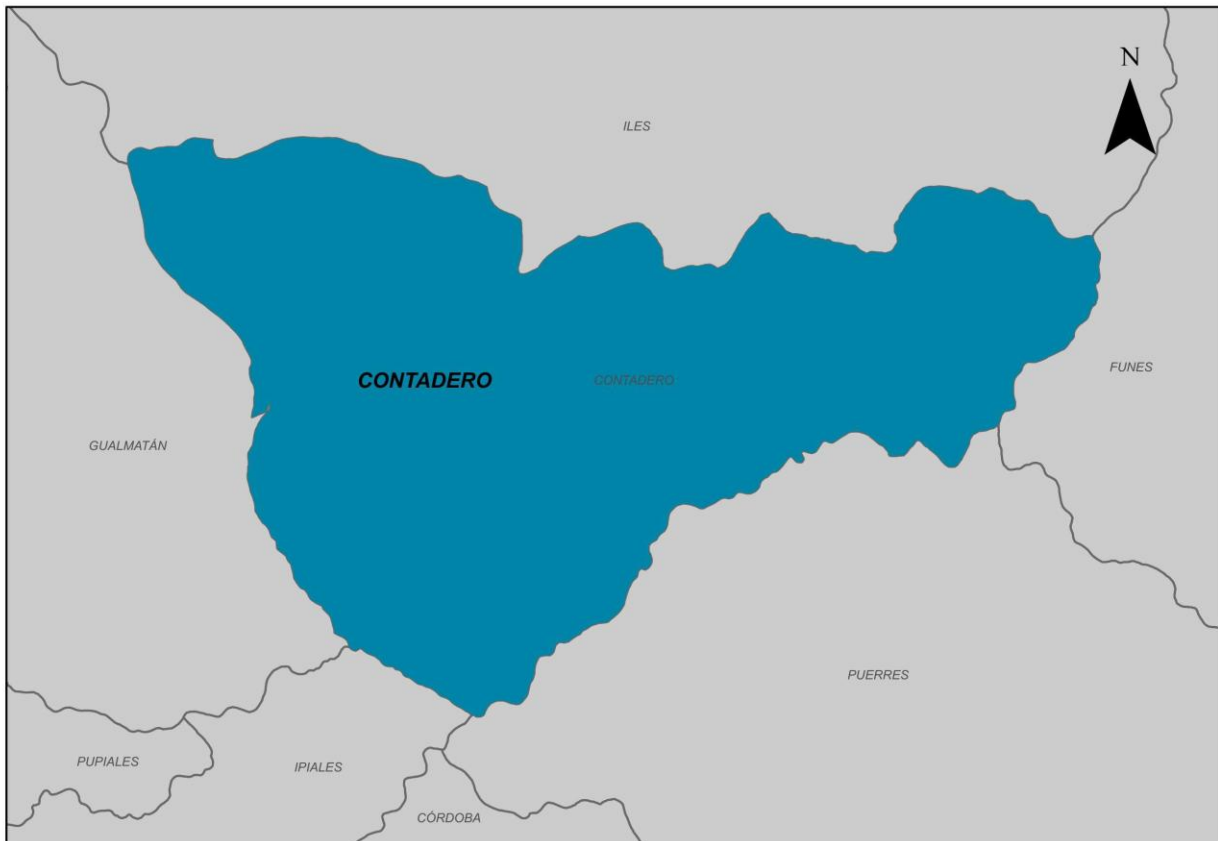 N
ILES
FUNES
CONTADERO
CONTADERO
GUALMATÁN
PUERRES
PUPIALES
IPIALES
CÓRDOBA